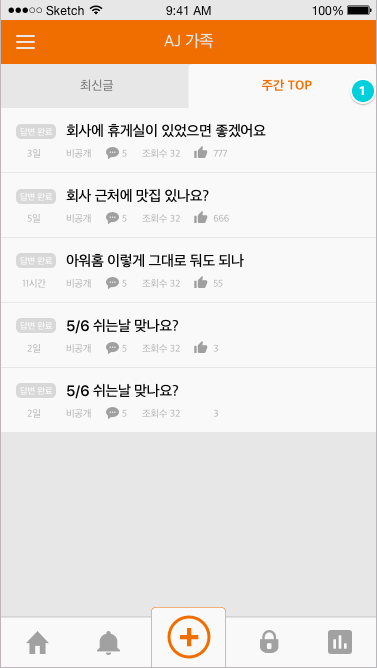 Sketch 9:41 AM 100%
AJ 가족
최신글 주간 TOP
1
답변 완료 회사에 휴게실이 있었으면 좋겠어요
3일 비공개 5 조회수 32 777
답변 완료 회사 근처에 맛집 있나요?
5일 비공개 5 조회수 32 666
답변 완료 아워홈 이렇게 그대로 둬도 되나
11시간 비공개 5 조회수 32 55
답변 완료 5/6 쉬는날 맞나요?
2일 비공개 5 조회수 32 3
답변 완료 5/6 쉬는날 맞나요?
2일 비공개 5 조회수 32 3